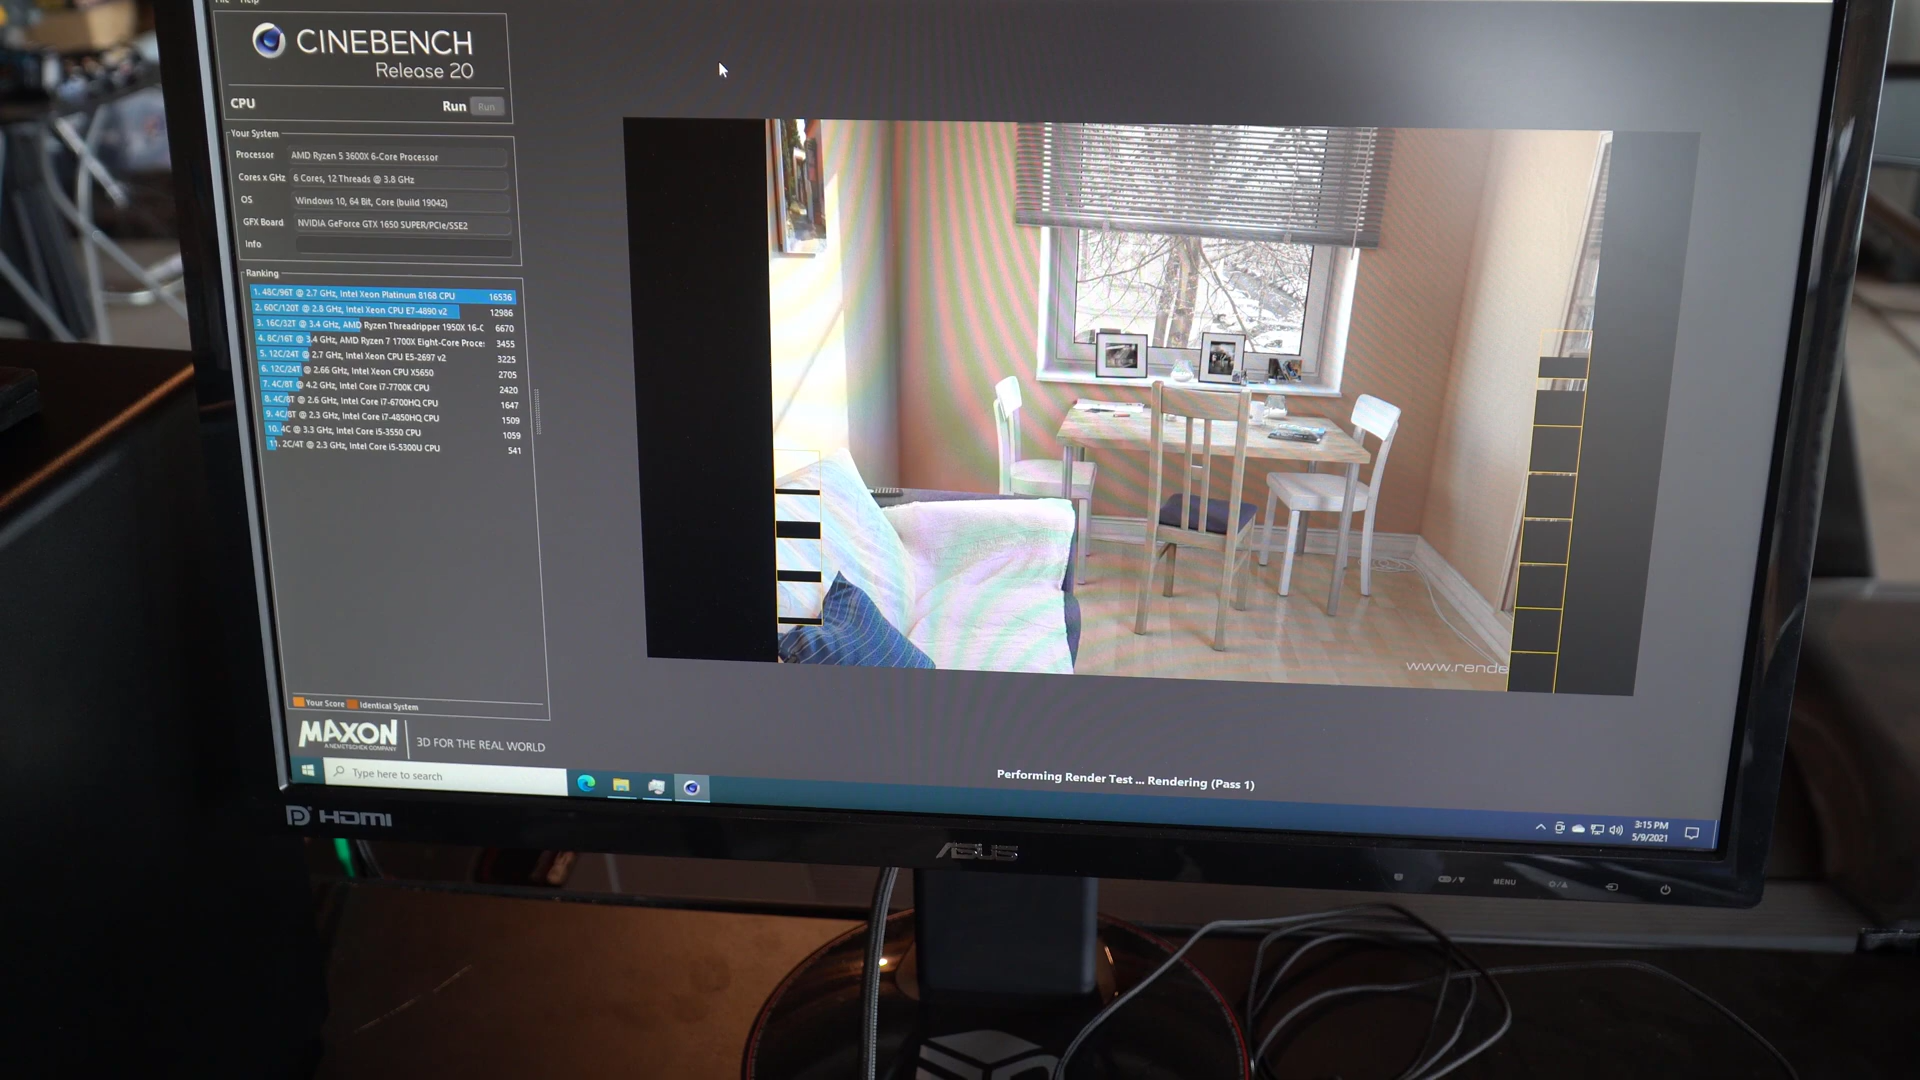 File Help
CINEBENCH
Release 20
CPU
Run Run
Your System
Processor AMD Ryzen 5 3600X 6-Core Processor
Cores x GHz 6 Cores, 12 Threads @ 3.8 GHz
OS Windows 10, 64 Bit, Core (build 19042)
GFX Board NVIDIA GeForce GTX 1650 SUPER/PCIe/SSE2
Info
Ranking
1. 48C/96T @ 2.7 GHz, Intel Xeon Platinum 8168 CPU 16536
2. 60C/120T @ 2.8 GHz, Intel Xeon CPU E7-4890 v2 12986
3. 16C/32T @ 3.4 GHz, AMD Ryzen Threadripper 1950X 16-C 6670
4. 8C/16T @ 3.4 GHz, AMD Ryzen 7 1700X Eight-Core Proce: 3455
5. 12C/24T @ 2.7 GHz, Intel Xeon CPU E5-2697 v2 3225
6. 12C/24T @ 2.66 GHz, Intel Xeon CPU X5650 2705
7. 4C/8T @ 4.2 GHz, Intel Core i7-7700K CPU 2420
8. 4C/8T @ 2.6 GHz, Intel Core i7-6700HQ CPU 1647
9. 4C/8T @ 2.3 GHz, Intel Core i7-4850HQ CPU 1509
10. 4C @ 3.3 GHz, Intel Core i5-3550 CPU 1059
11. 2C/4T @ 2.3 GHz, Intel Core i5-5300U CPU 541
www.rende
Your Score Identical System
MAXON
A NEMETSCHEK COMPANY
3D FOR THE REAL WORLD
Performing Render Test ... Rendering (Pass 1)
Type here to search
3:15 PM
5/9/2021
HDMI
ASUS
MENU